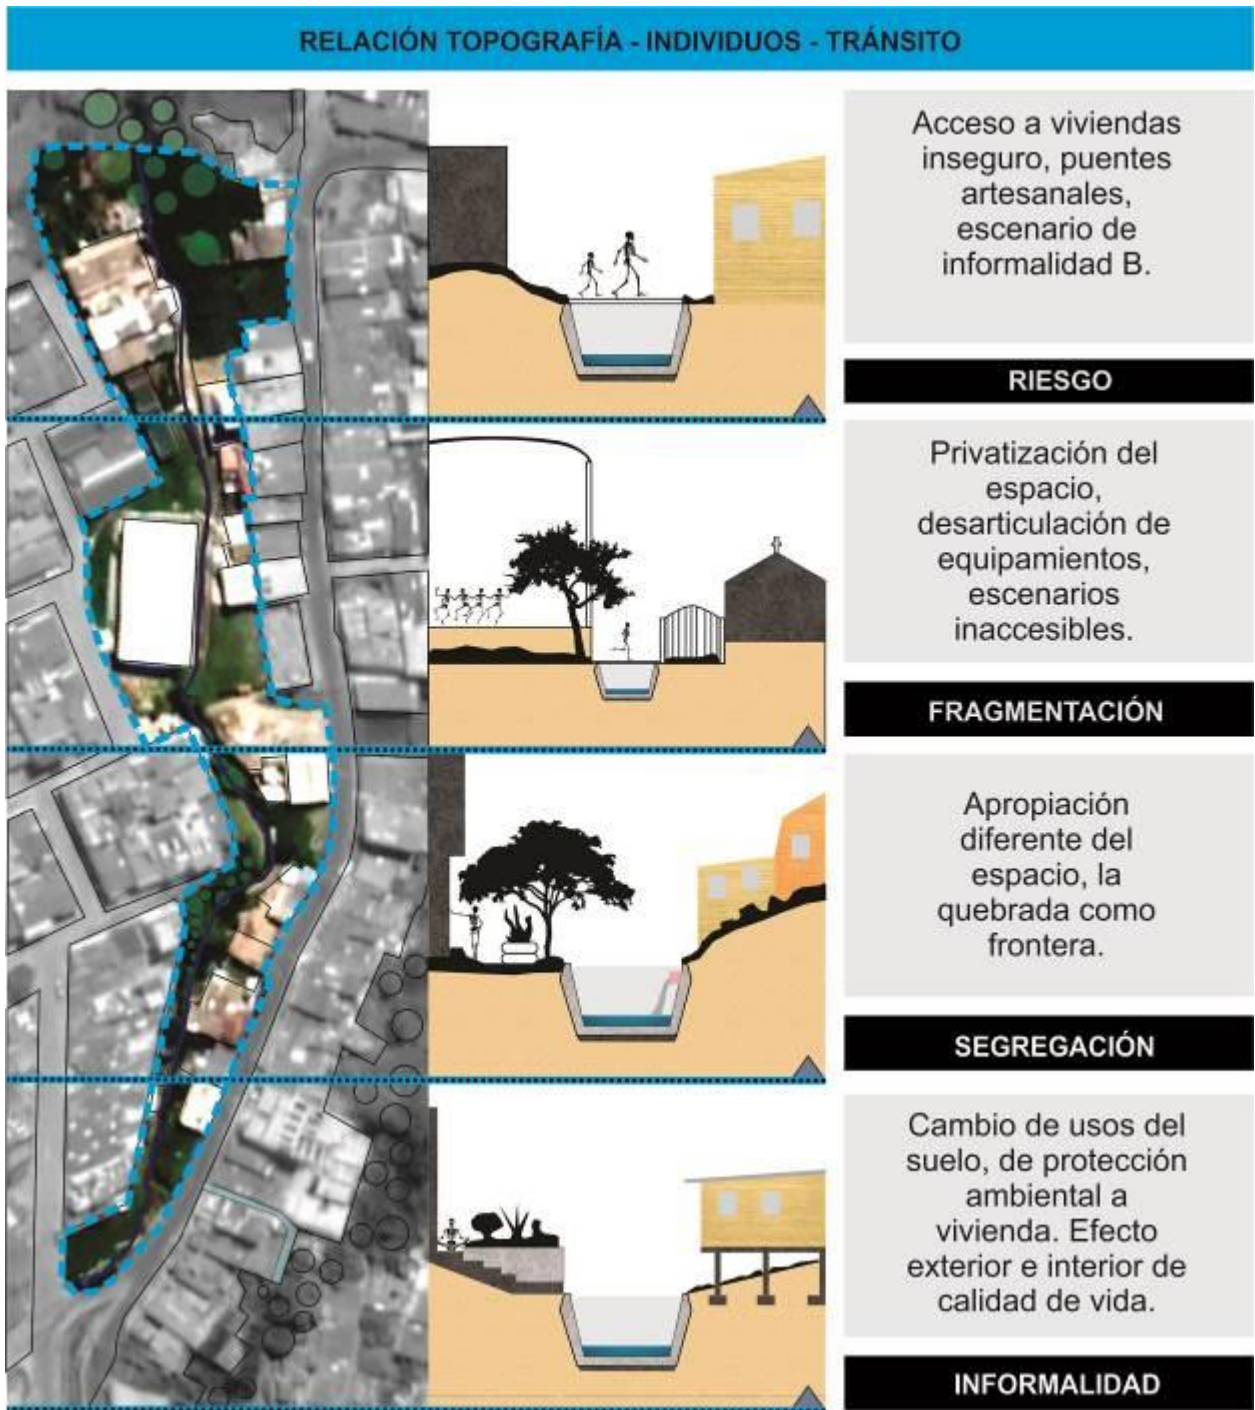 RELACIÓN TOPOGRAFÍA - INDIVIDUOS - TRÁNSITO
Acceso a viviendas
inseguro, puentes
artesanales,
escenario de
informalidad B.
RIESGO
Privatización del
espacio,
desarticulación de
equipamientos,
escenarios
inaccesibles.
FRAGMENTACIÓN
Apropiación
diferente del
espacio, la
quebrada como
frontera.
SEGREGACIÓN
Cambio de usos del
suelo, de protección
ambiental a
vivienda. Efecto
exterior e interior de
calidad de vida.
INFORMALIDAD